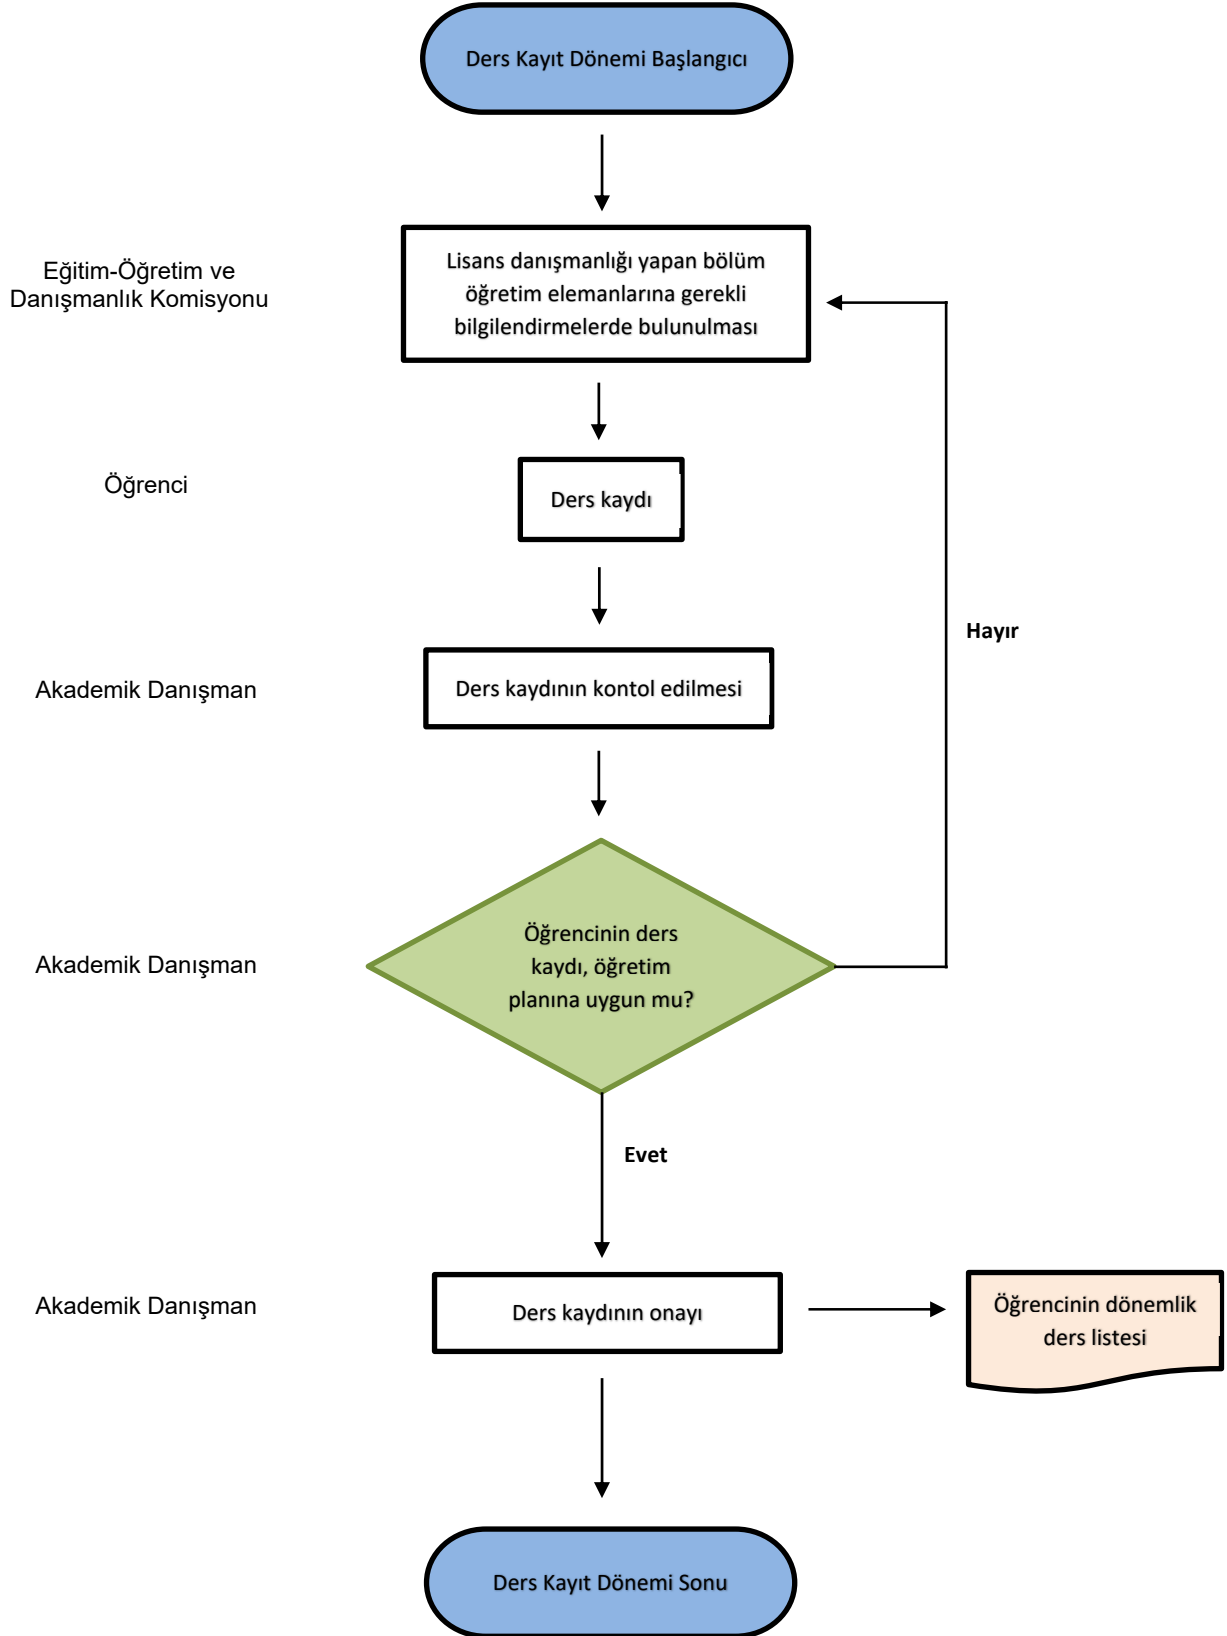 Ders Kayıt Dönemi Başlangıcı
Eğitim-Öğretim ve
Danışmanlık Komisyonu
Lisans danışmanlığı yapan bölüm
öğretim elemanlarına gerekli
bilgilendirmelerde bulunulması
Öğrenci
Ders kaydı
Hayır
Akademik Danışman
Ders kaydının kontol edilmesi
Akademik Danışman
Öğrencinin ders
kaydı, öğretim
planına uygun mu?
Evet
Akademik Danışman
Ders kaydının onayı
Öğrencinin dönemlik
ders listesi
Ders Kayıt Dönemi Sonu